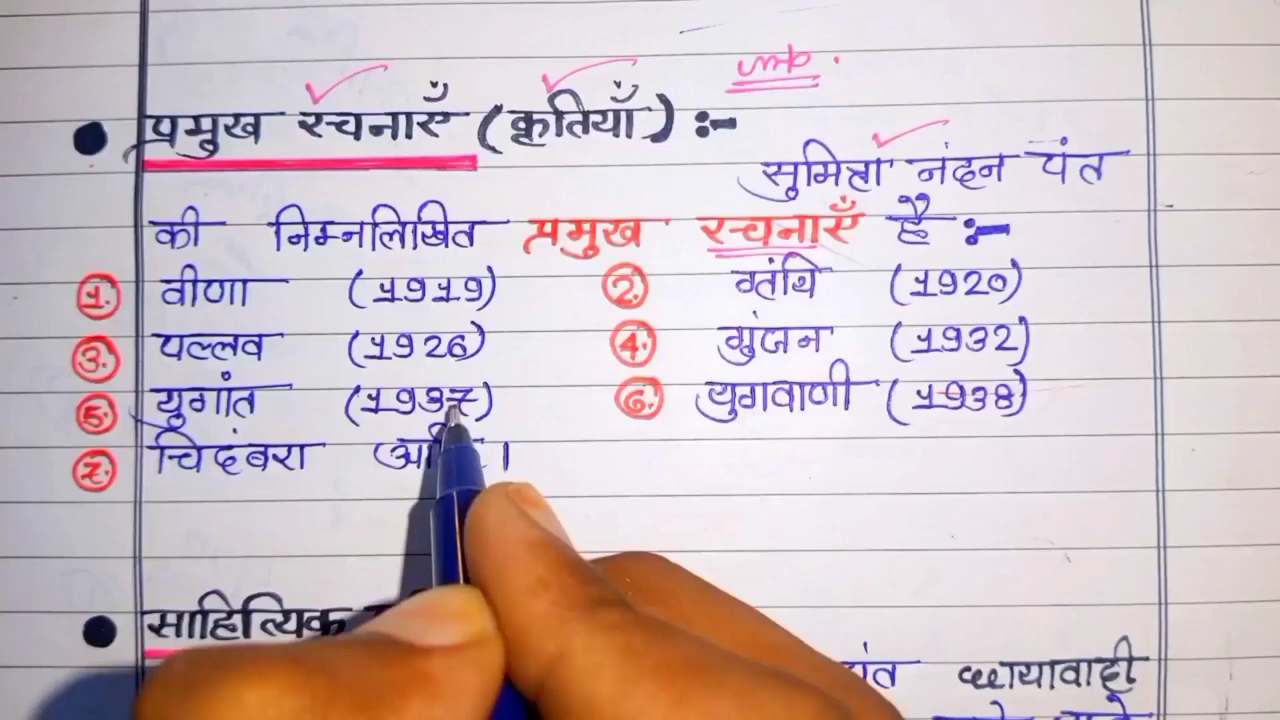 imp.
प्रमुख रचनाएँ (कृतियाँ) :-
सुमित्रा नंदन पंत
की निम्नलिखित प्रमुख रचनाएँ है :-
1. वीणा (1919) 2. ग्रंथि (1920)
3. पल्लव (1926) 4. गुंजन (1932)
5. युगांत (1937) 6. युगवाणी (1938)
7. चिदंबरा
साहित्यिक
छायावादी